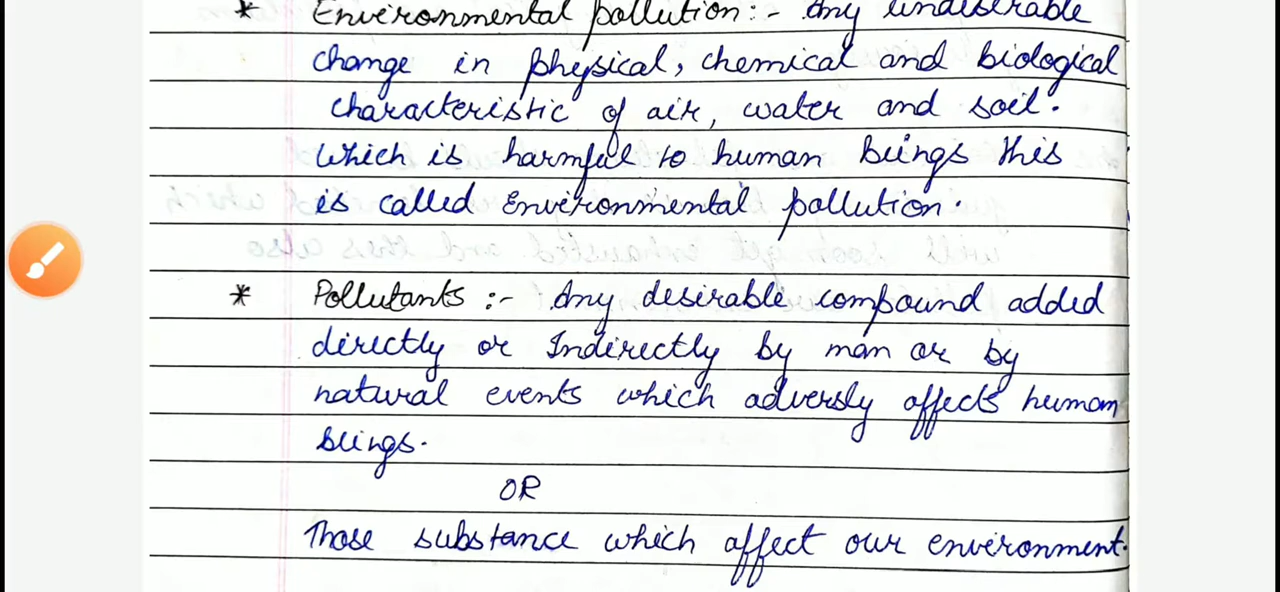 * Environmental pollution :- Any undiserable
change in physical, chemical and biological
characteristic of air, water and soil.
Which is harmful to human beings this
is called Environmental pollution.
* Pollutants :- Any desirable compound added
directly or Indirectly by man or by
natural events which adversly affects human
beings.
OR
Those substance which affect our environment.